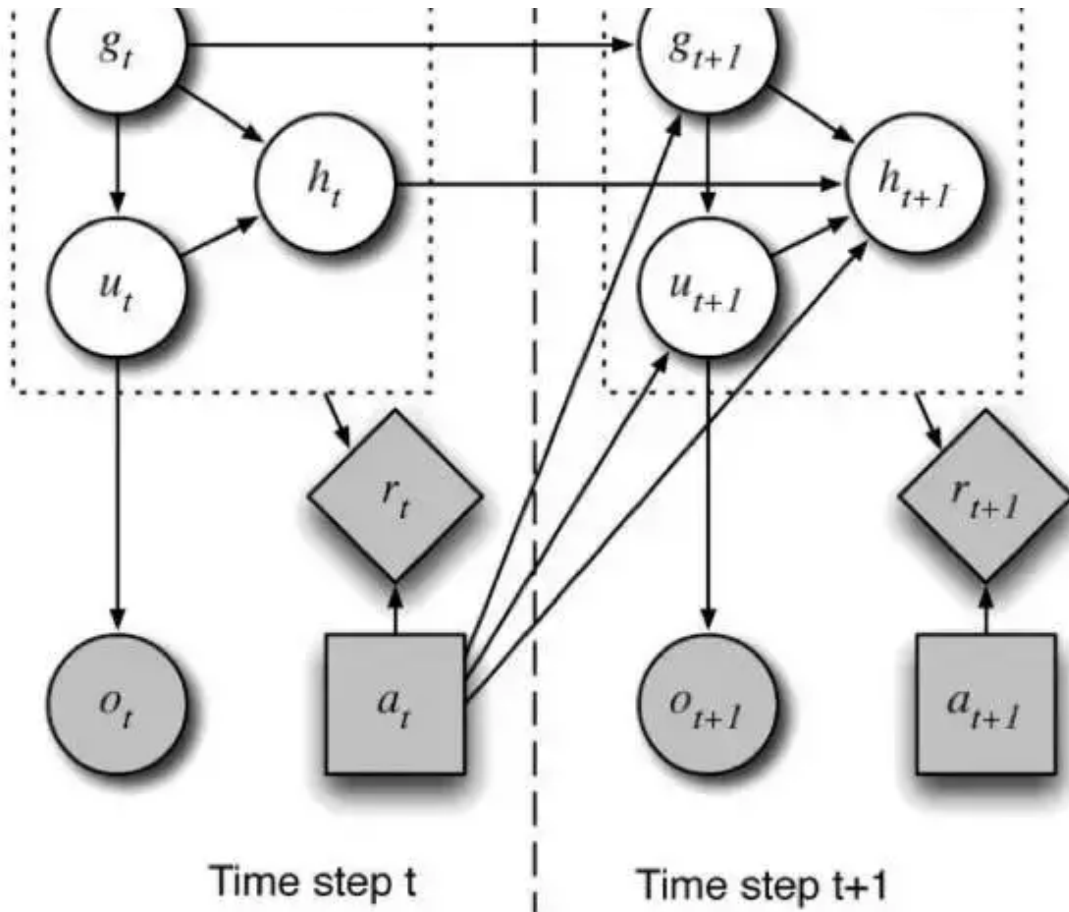 g_t g_{t+1}
h_t h_{t+1}
u_t u_{t+1}
r_t r_{t+1}
o_t a_t o_{t+1} a_{t+1}
Time step t Time step t+1